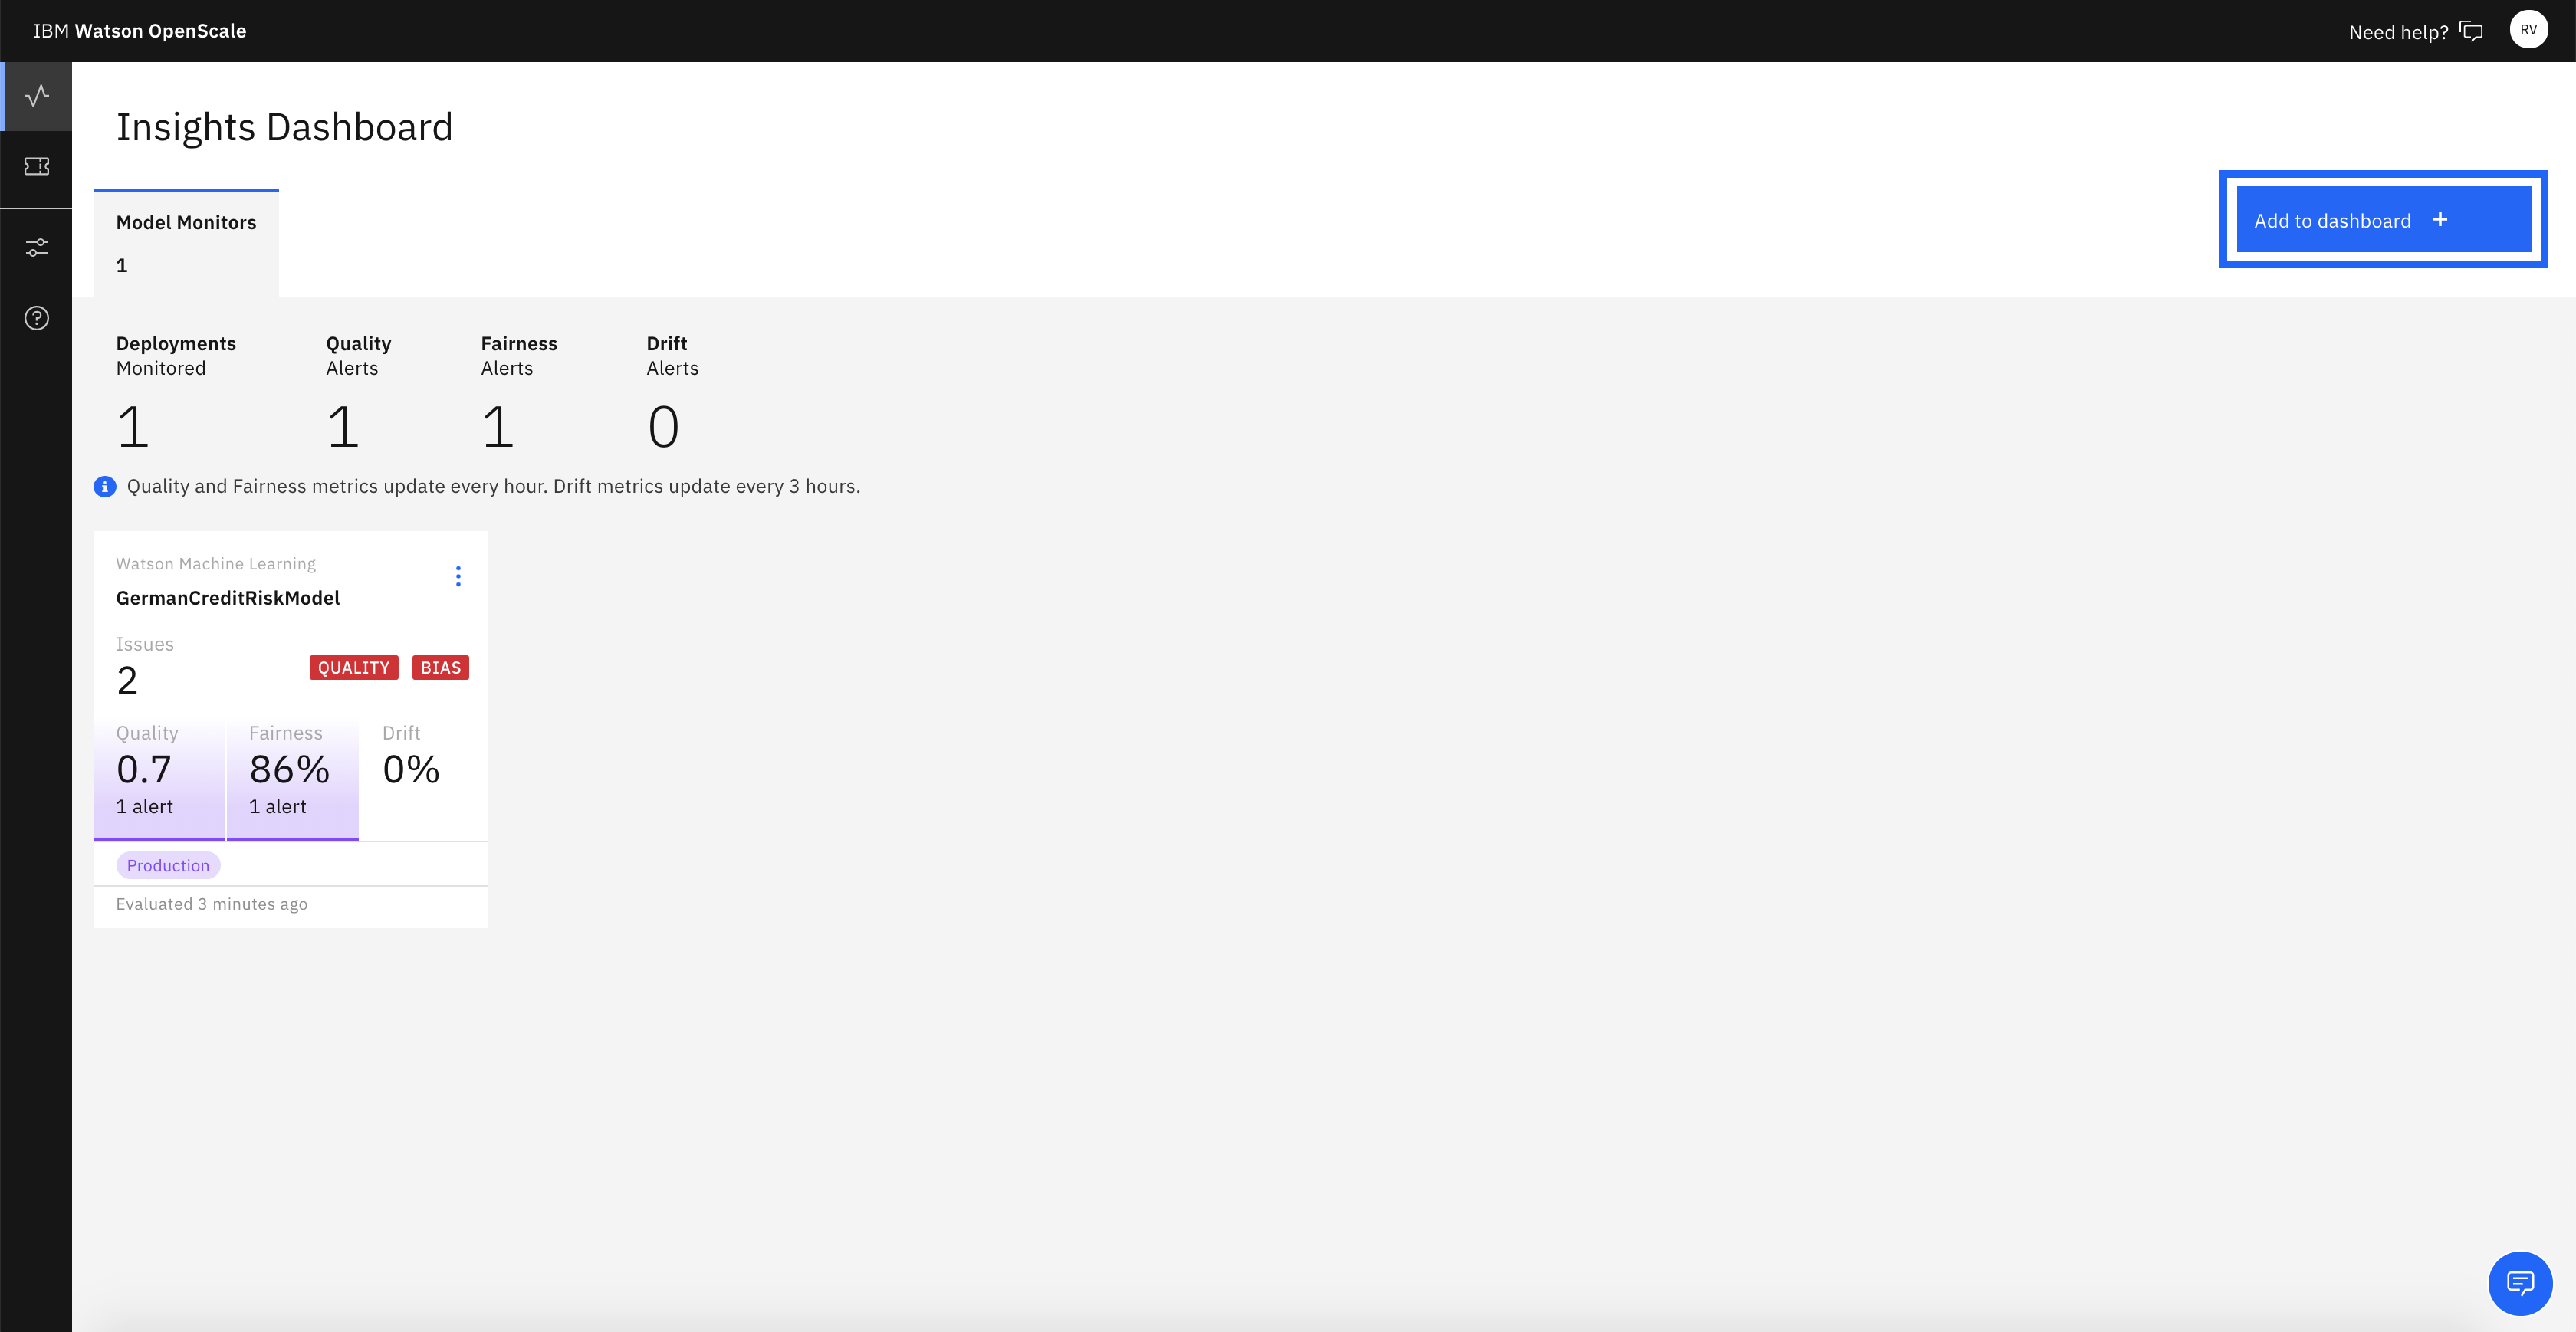 IBM Watson OpenScale
Need help?
RV
Insights Dashboard
Model Monitors
1
Add to dashboard +
Deployments
Monitored
1
Quality
Alerts
1
Fairness
Alerts
1
Drift
Alerts
0
Quality and Fairness metrics update every hour. Drift metrics update every 3 hours.
Watson Machine Learning
GermanCreditRiskModel
Issues
2
QUALITY
BIAS
Quality
0.7
1 alert
Fairness
86%
1 alert
Drift
0%
Production
Evaluated 3 minutes ago